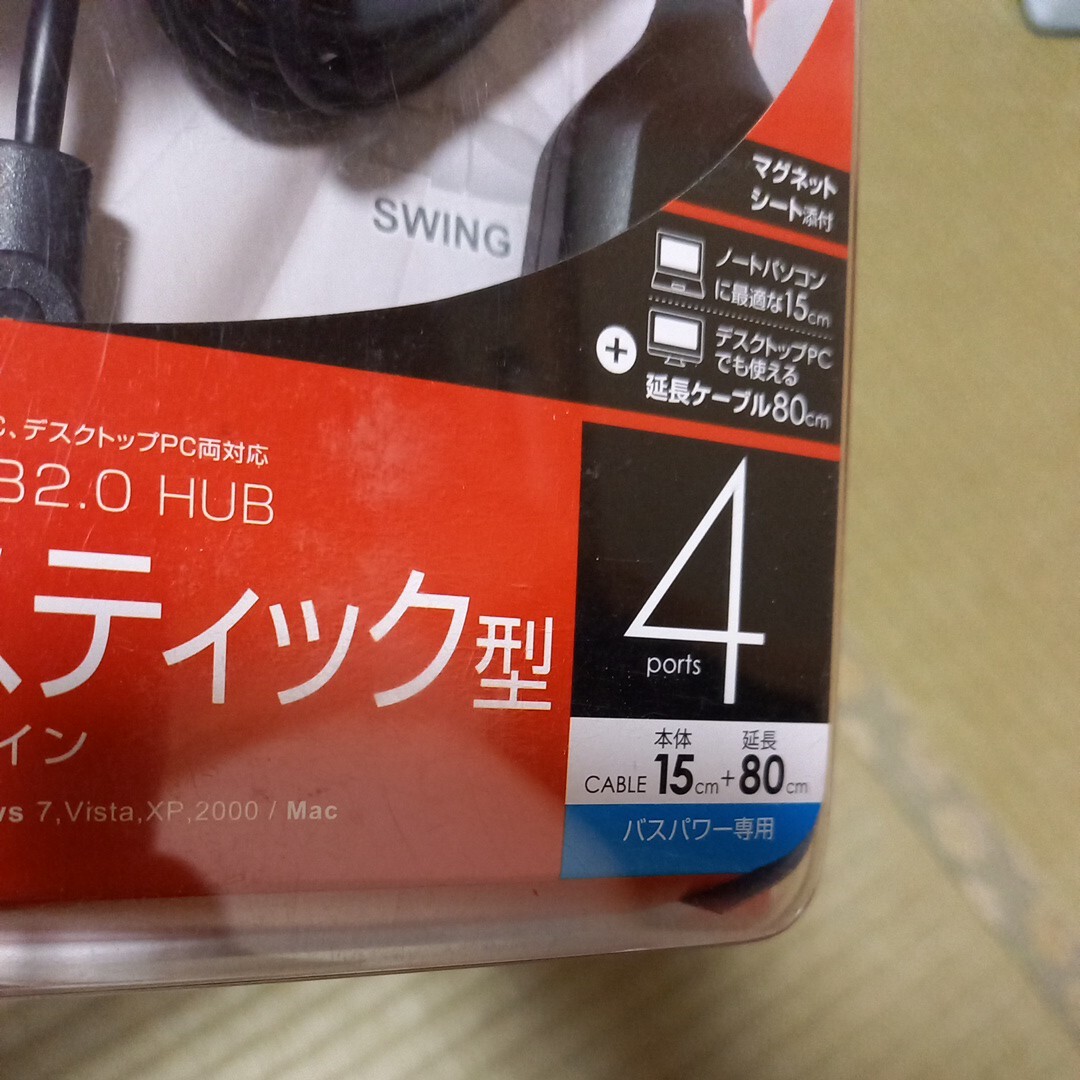 SWING
マグネット
シート添付
ノートパソコン
に最適な15cm
+
デスクトップPC
でも使える
延長ケーブル80cm
、デスクトップPC両対応
B2.0 HUB
スティック型
イン
ws 7,Vista,XP,2000 / Mac
4
ports
本体 延長
CABLE 15cm+80cm
バスパワー専用